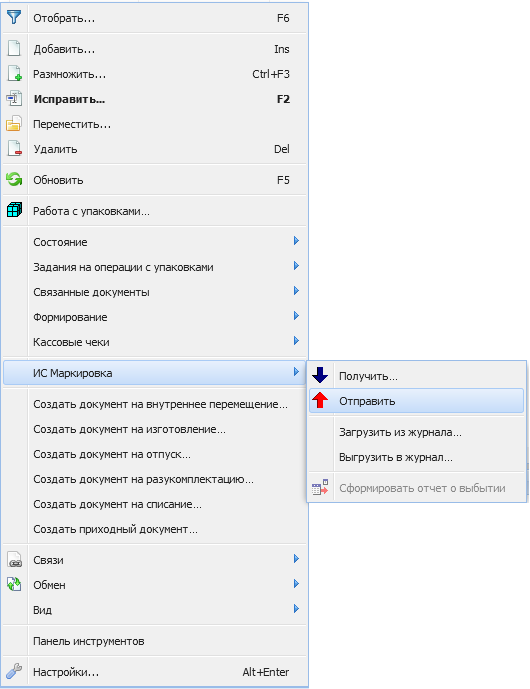 Отобрать... F6
Добавить... Ins
Размножить... Ctrl+F3
Исправить... F2
Переместить...
Удалить Del
Обновить F5
Работа с упаковками...
Состояние
Задания на операции с упаковками
Связанные документы
Формирование
Кассовые чеки
ИС Маркировка
Получить...
Отправить
Загрузить из журнала...
Выгрузить в журнал...
Сформировать отчет о выбытии
Создать документ на внутреннее перемещение...
Создать документ на изготовление...
Создать документ на отпуск...
Создать документ на разукомплектацию...
Создать документ на списание...
Создать приходный документ...
Связи
Обмен
Вид
Панель инструментов
Настройки... Alt+Enter